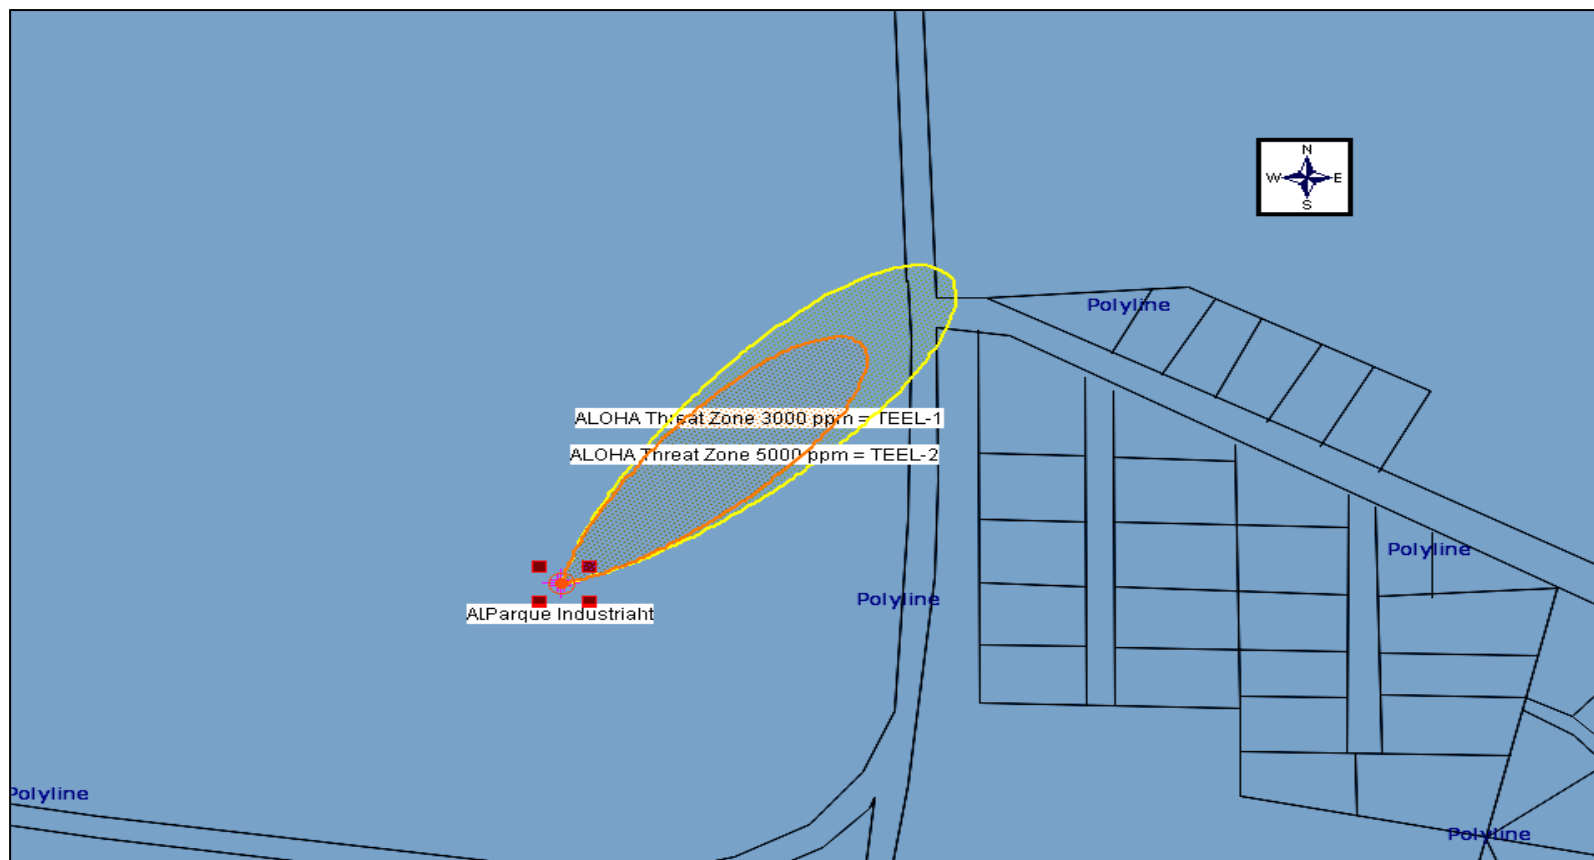 N
W E
S
Polyline
ALOHA Threat Zone 3000 ppm = TEEL-1
ALOHA Threat Zone 5000 ppm = TEEL-2
Polyline
Polyline
AlParque Industriaht
Polyline
Polyline